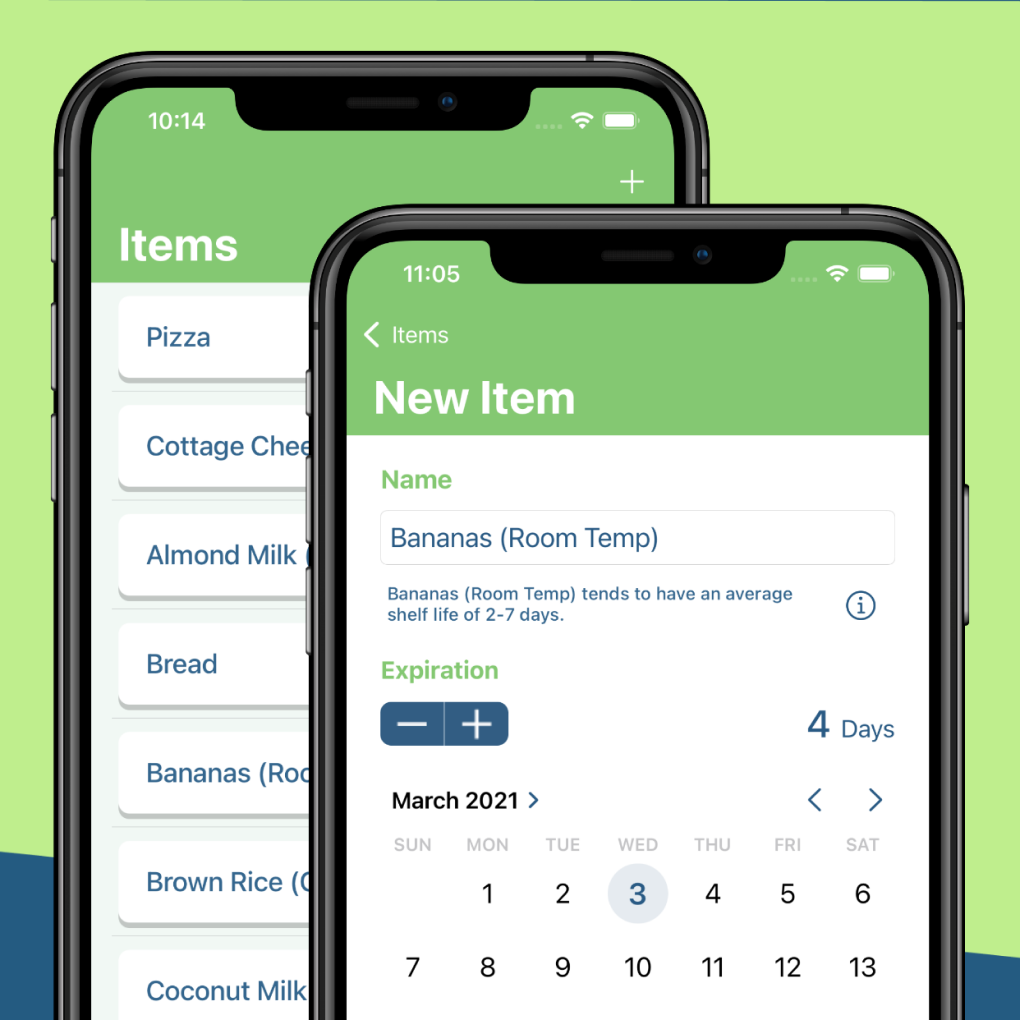 10:14
Items
Pizza
Cottage Chee
Almond Milk
Bread
Bananas (Roo
Brown Rice (
Coconut Milk
11:05
Items
New Item
Name
Bananas (Room Temp)
Bananas (Room Temp) tends to have an average
shelf life of 2-7 days.
Expiration
4 Days
March 2021
SUN MON TUE WED THU FRI SAT
1 2 3 4 5 6
7 8 9 10 11 12 13